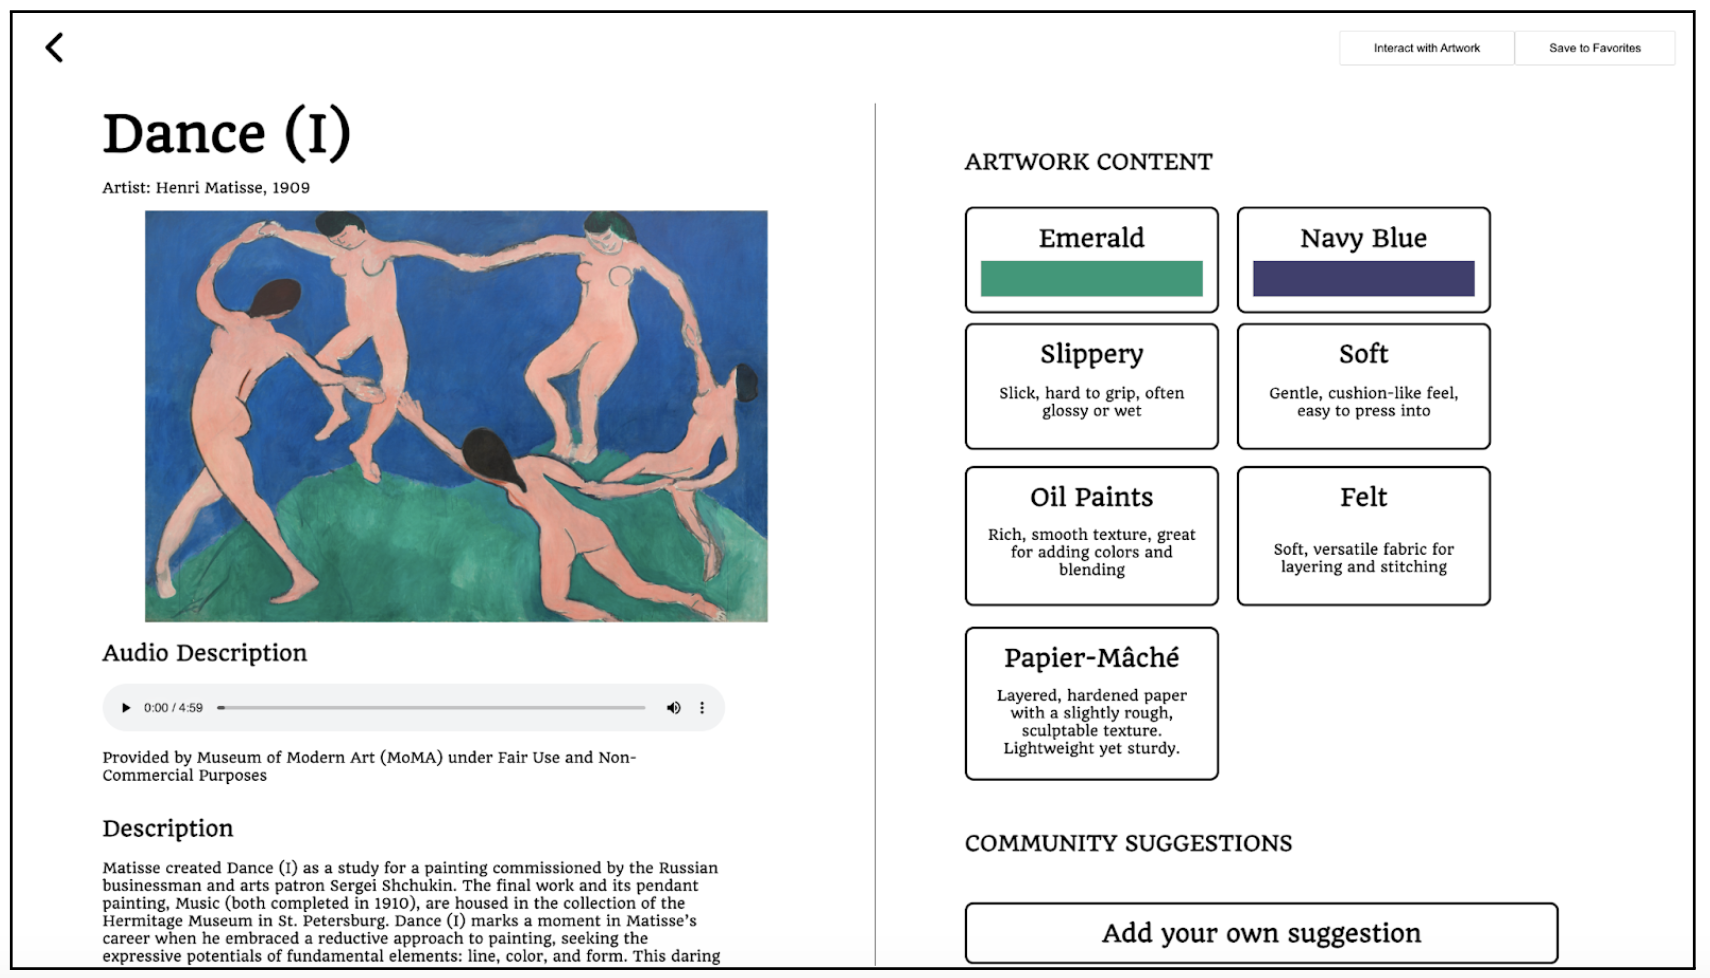 Interact with Artwork
Save to Favorites
Dance (I)
Artist: Henri Matisse, 1909
Audio Description
0:00 / 4:59
Provided by Museum of Modern Art (MoMA) under Fair Use and Non-
Commercial Purposes
Description
Matisse created Dance (I) as a study for a painting commissioned by the Russian
businessman and arts patron Sergei Shchukin. The final work and its pendant
painting, Music (both completed in 1910), are housed in the collection of the
Hermitage Museum in St. Petersburg. Dance (I) marks a moment in Matisse's
career when he embraced a reductive approach to painting, seeking the
expressive potentials of fundamental elements: line, color, and form. This daring
ARTWORK CONTENT
Emerald
Navy Blue
Slippery
Slick, hard to grip, often
glossy or wet
Soft
Gentle, cushion-like feel,
easy to press into
Oil Paints
Rich, smooth texture, great
for adding colors and
blending
Felt
Soft, versatile fabric for
layering and stitching
Papier-Mâché
Layered, hardened paper
with a slightly rough,
sculptable texture.
Lightweight yet sturdy.
COMMUNITY SUGGESTIONS
Add your own suggestion